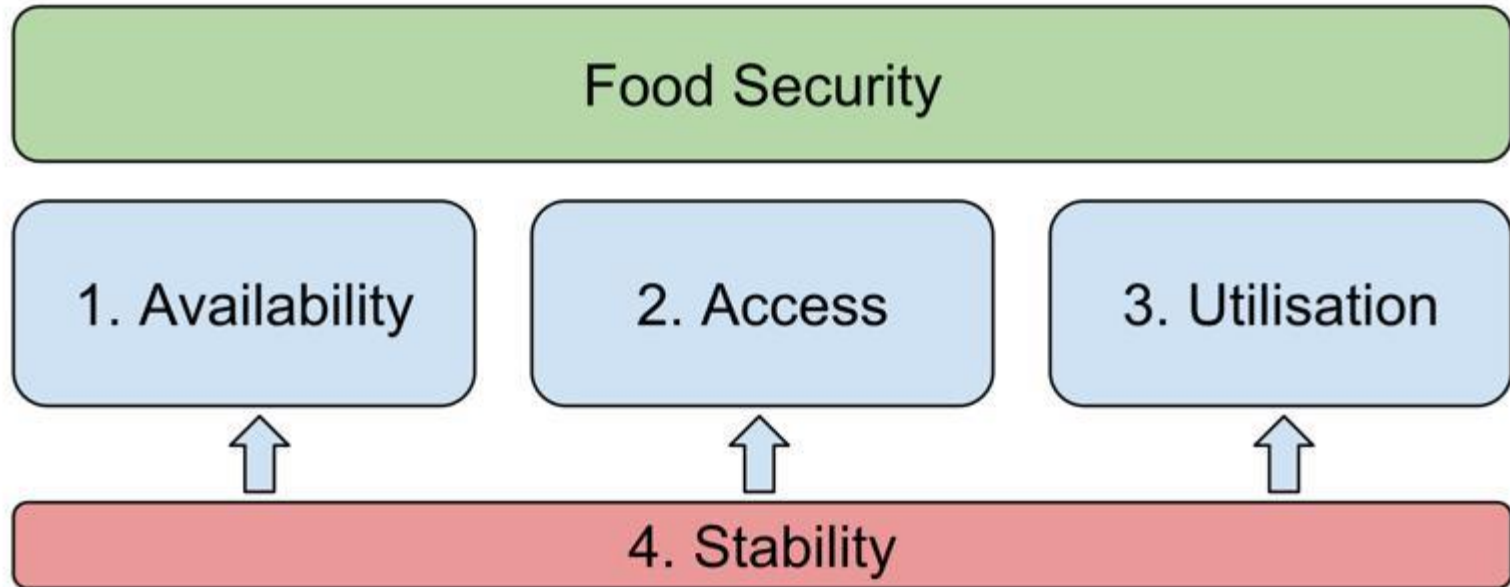 Food Security
1. Availability
2. Access
3. Utilisation
4. Stability